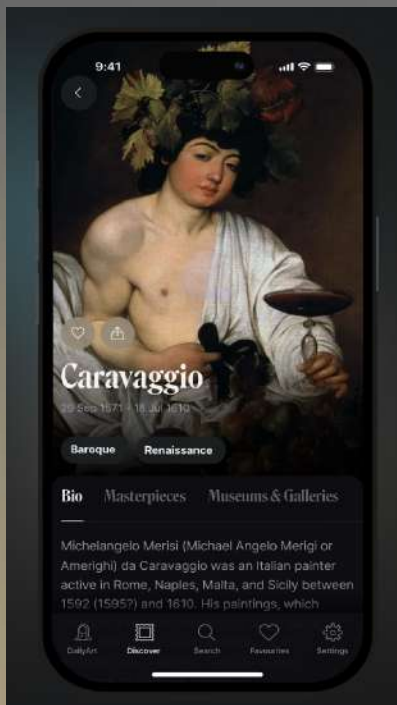 9:41
Caravaggio
29 Sep 1571 - 18 Jul 1610
Baroque Renaissance
Bio Masterpieces Museums & Galleries
Michelangelo Merisi (Michael Angelo Merigi or
Amerighi) da Caravaggio was an Italian painter
active in Rome, Naples, Malta, and Sicily between
1592 (1595?) and 1610. His paintings, which
DailyArt Discover Search Favourites Settings